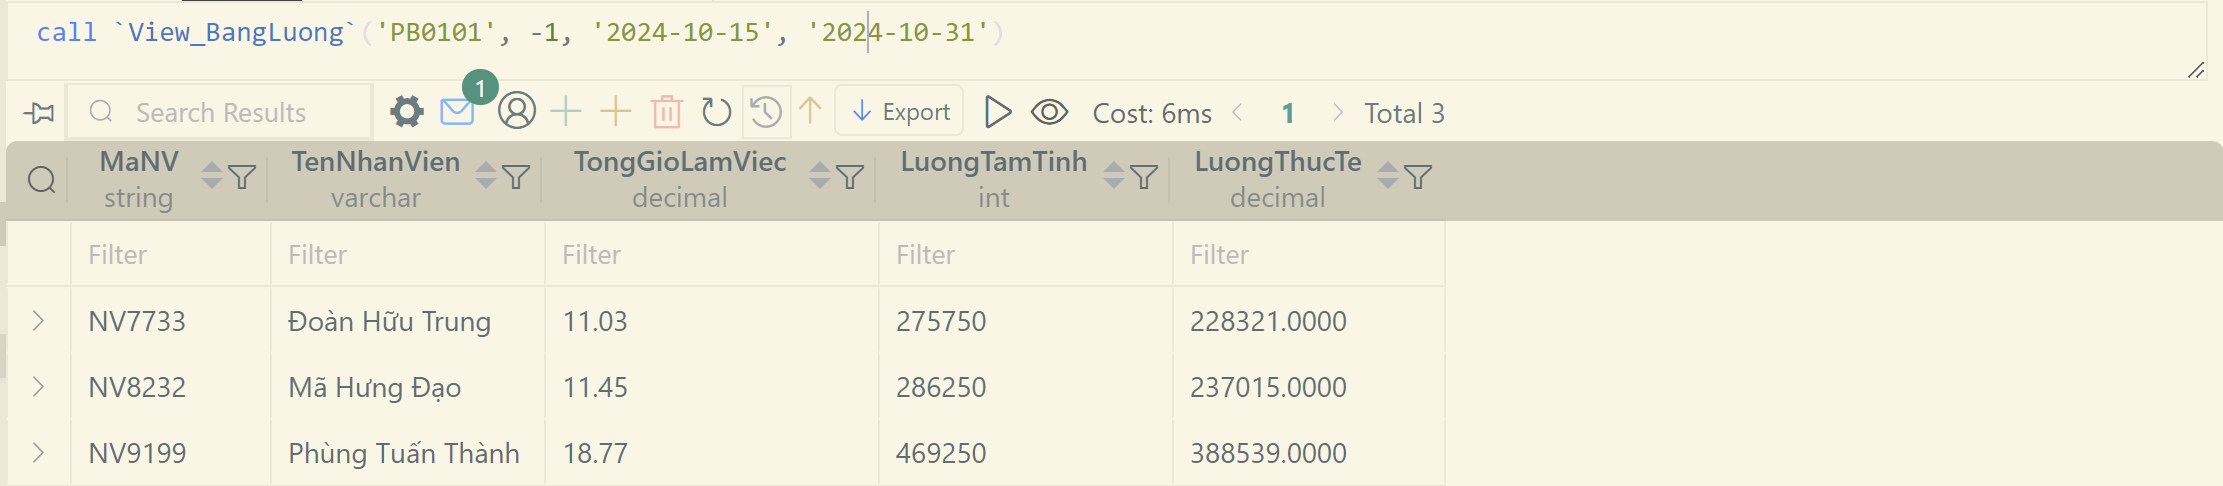 call `View_BangLuong`('PB0101', -1, '2024-10-15', '2024-10-31')
Search Results 1 Export Cost: 6ms 1 Total 3
MaNV TenNhanVien TongGioLamViec LuongTamTinh LuongThucTe
string varchar decimal int decimal
Filter Filter Filter Filter Filter
NV7733 Đoàn Hữu Trung 11.03 275750 228321.0000
NV8232 Mã Hưng Đạo 11.45 286250 237015.0000
NV9199 Phùng Tuấn Thành 18.77 469250 388539.0000